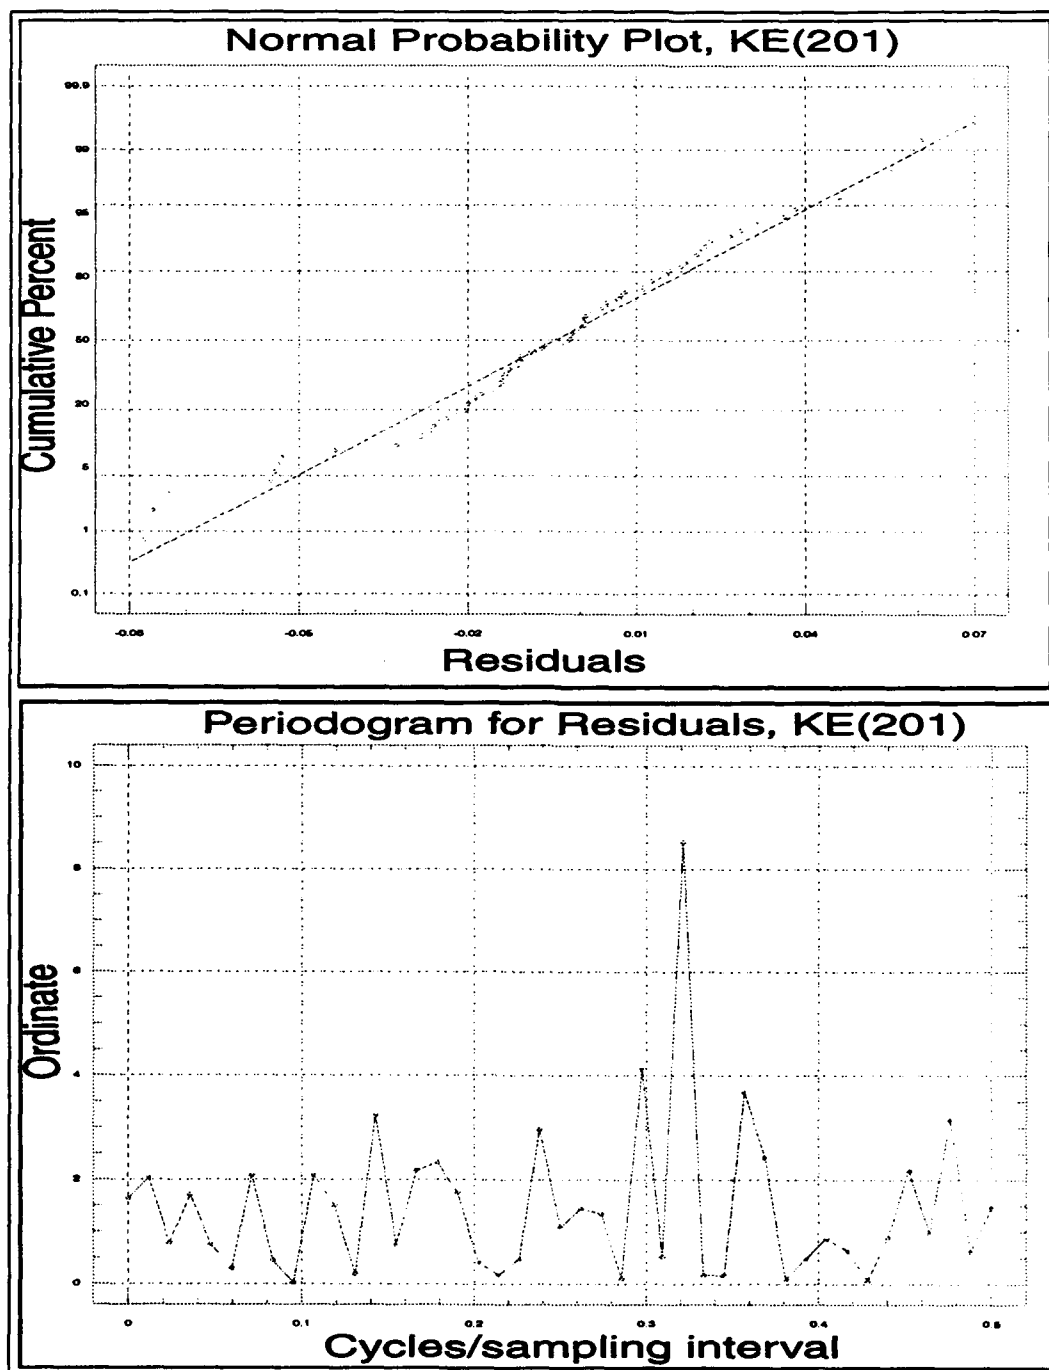 Normal Probability Plot, KE(201)
Cumulative Percent
99.9
99
95
80
50
20
5
1
0.1
-0.08 -0.05 -0.02 0.01 0.04 0.07
Residuals
Periodogram for Residuals, KE(201)
Ordinate
10
8
6
4
2
0
0 0.1 0.2 0.3 0.4 0.5
Cycles/sampling interval